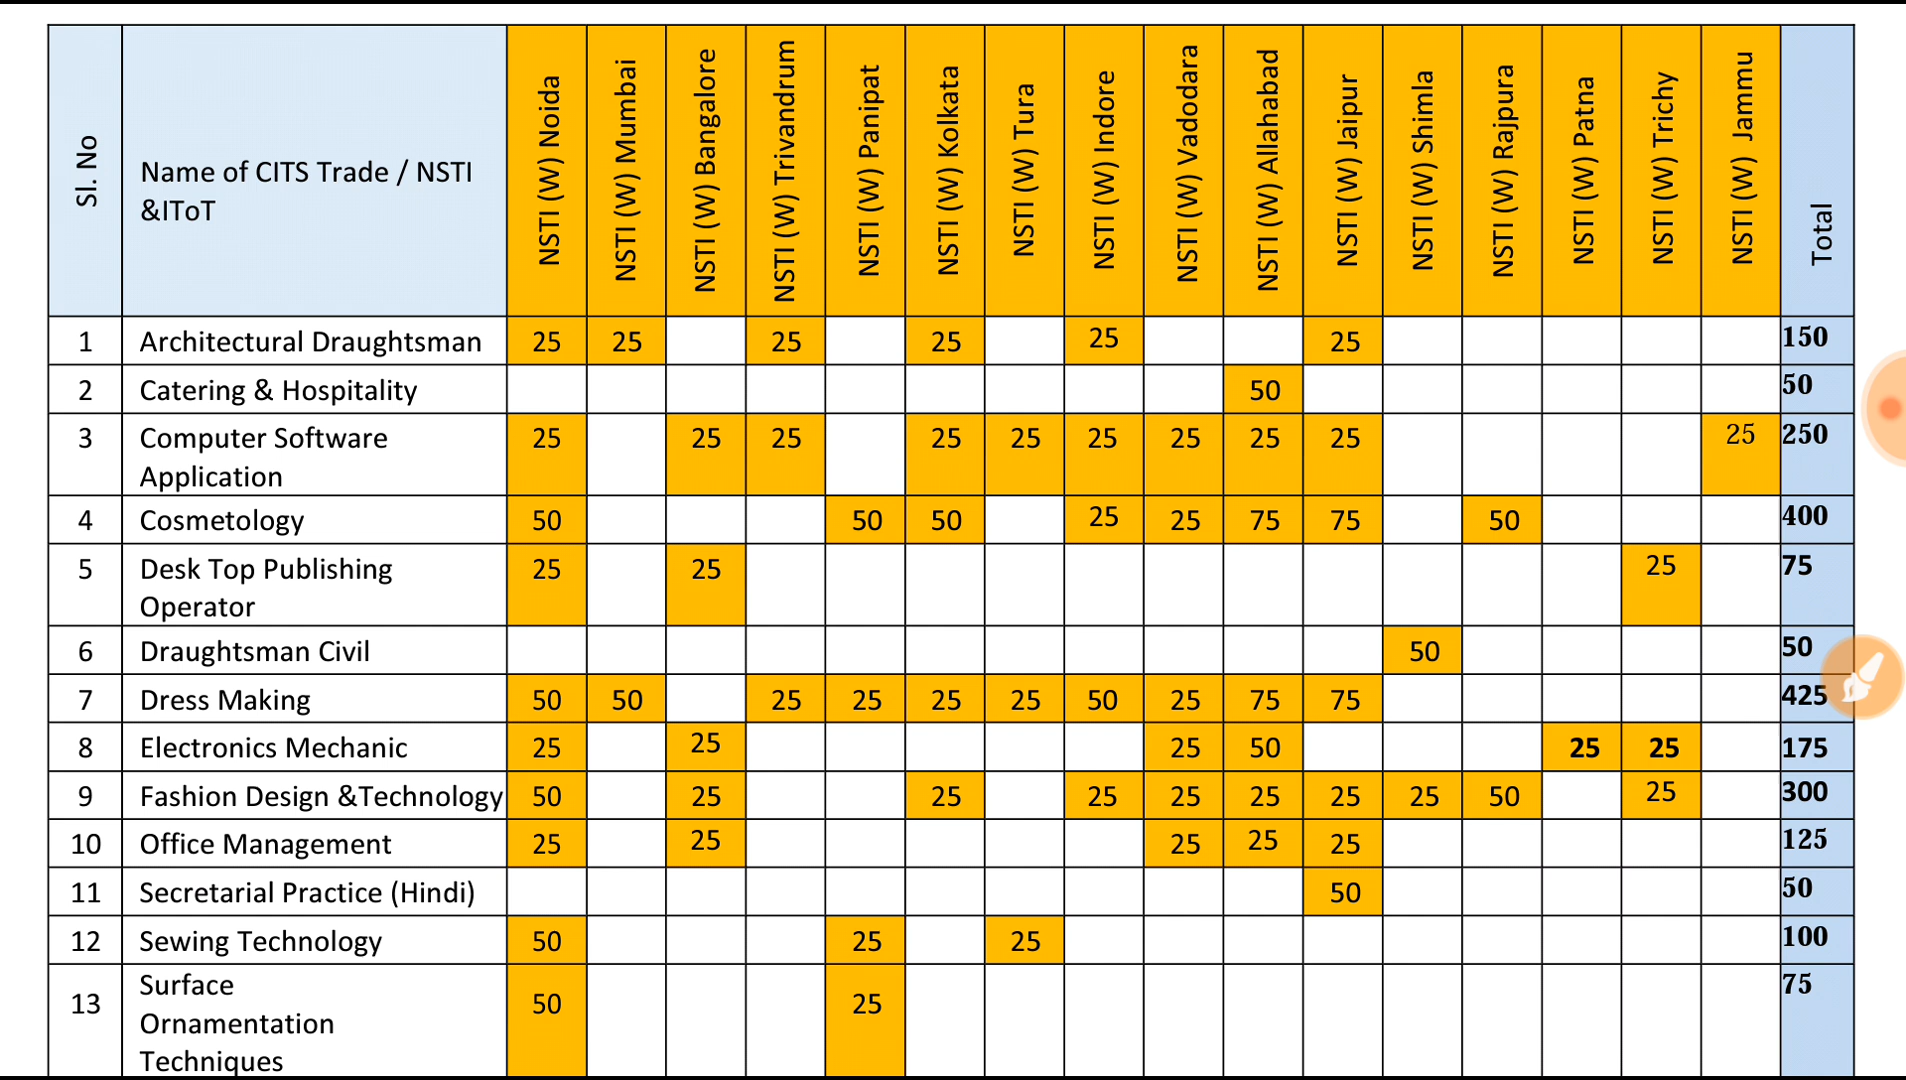 Sl. No
Name of CITS Trade / NSTI
&IToT
NSTI (W) Noida
NSTI (W) Mumbai
NSTI (W) Bangalore
NSTI (W) Trivandrum
NSTI (W) Panipat
NSTI (W) Kolkata
NSTI (W) Tura
NSTI (W) Indore
NSTI (W) Vadodara
NSTI (W) Allahabad
NSTI (W) Jaipur
NSTI (W) Shimla
NSTI (W) Rajpura
NSTI (W) Patna
NSTI (W) Trichy
NSTI (W) Jammu
Total
1 Architectural Draughtsman 25 25 25 25 25 25 150
2 Catering & Hospitality 50 50
3 Computer Software 25 25 25 25 25 25 25 25 25 25 250
Application
4 Cosmetology 50 50 50 25 25 75 75 50 400
5 Desk Top Publishing 25 25 25 75
Operator
6 Draughtsman Civil 50 50
7 Dress Making 50 50 25 25 25 25 50 25 75 75 425
8 Electronics Mechanic 25 25 25 50 25 25 175
9 Fashion Design &Technology 50 25 25 25 25 25 25 25 50 25 300
10 Office Management 25 25 25 25 25 125
11 Secretarial Practice (Hindi) 50 50
12 Sewing Technology 50 25 25 100
13 Surface 50 25 75
Ornamentation
Techniques